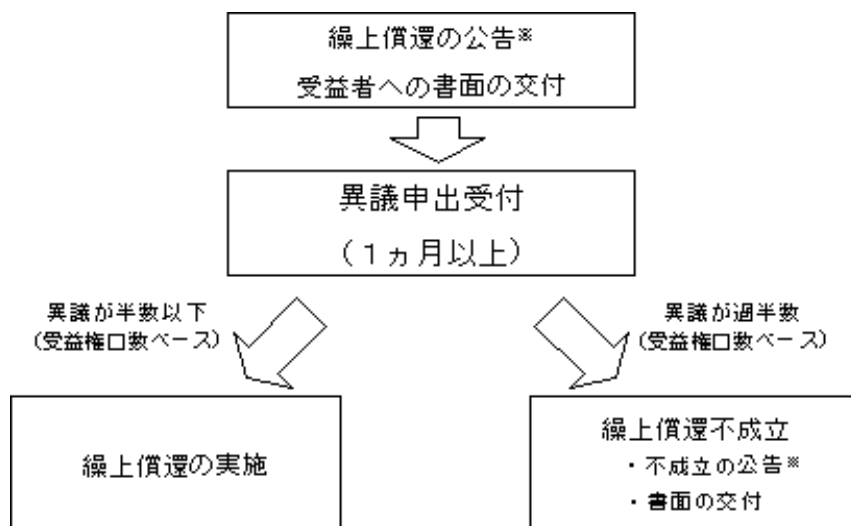 繰上償還の公告※
受益者への書面の交付
異議申出受付
（１ヵ月以上）
異議が半数以下
（受益権口数ベース）
異議が過半数
（受益権口数ベース）
繰上償還の実施
繰上償還不成立
・不成立の公告※
・書面の交付